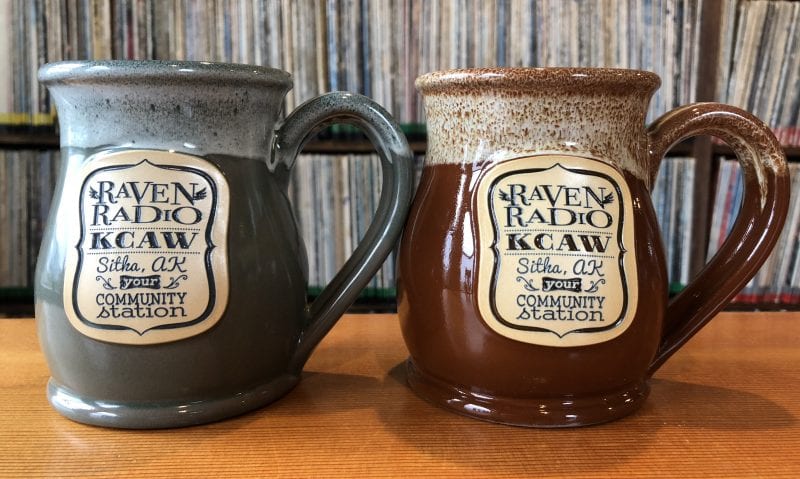 RAVEN
RADIO
KCAW
Sitka, AK
your
COMMUNITY
station
RAVEN
RADIO
KCAW
Sitka, AK
your
COMMUNITY
station